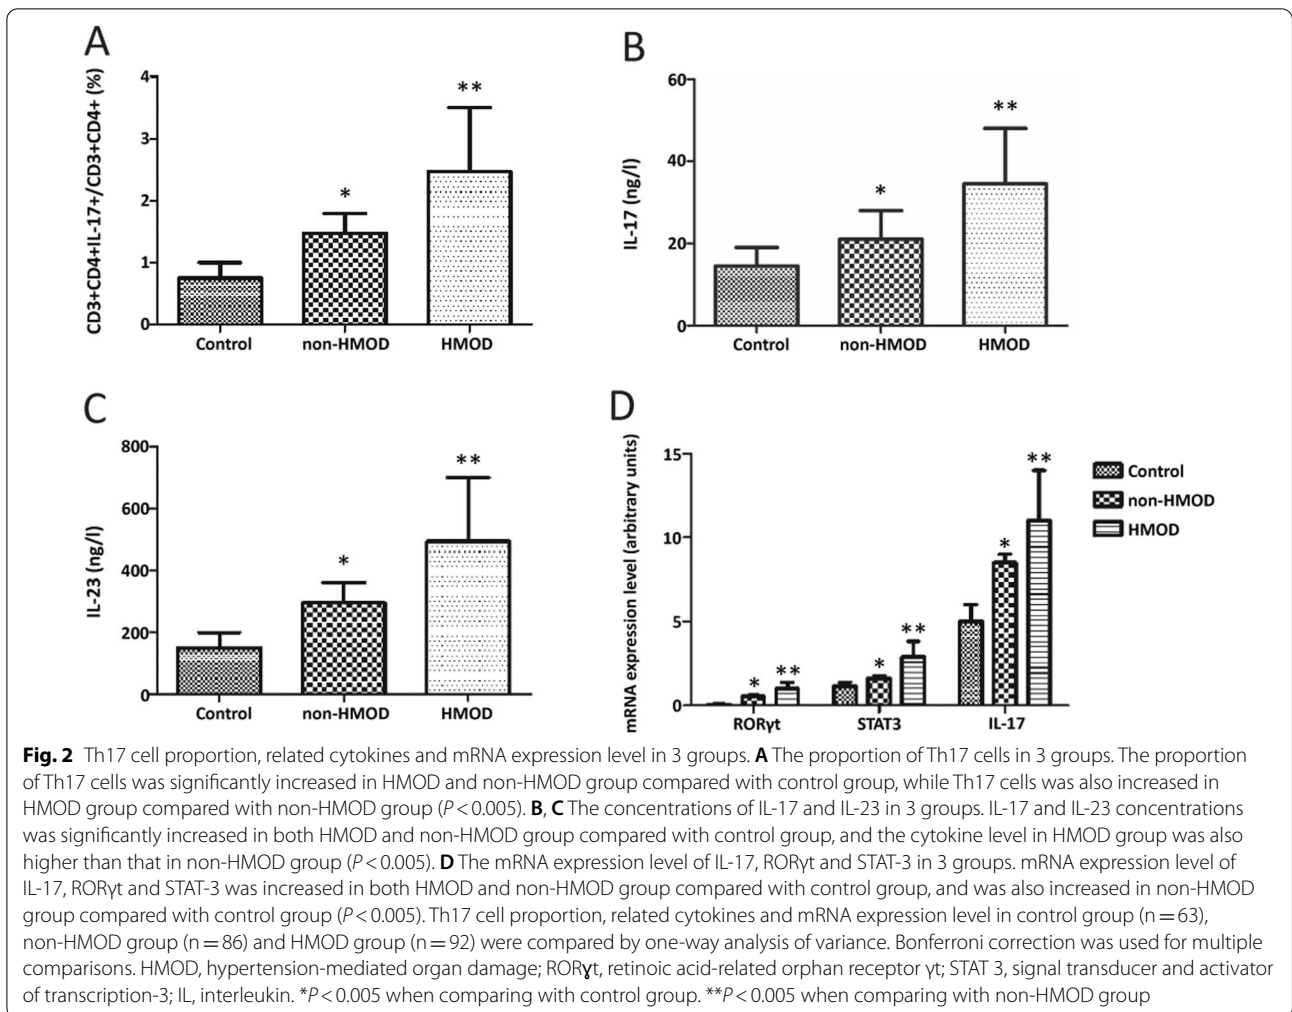 A
CD3+CD4+IL-17+/CD3+CD4+ (%)
4
3
2
1
0
*
**
Control non-HMOD HMOD
B
IL-17 (ng/l)
60
40
20
0
*
**
Control non-HMOD HMOD
C
IL-23 (ng/l)
800
600
400
200
0
*
**
Control non-HMOD HMOD
D
mRNA expression level (arbitrary units)
15
10
5
0
* **
* **
* **
RORγt STAT3 IL-17
Control
non-HMOD
HMOD
Fig. 2 Th17 cell proportion, related cytokines and mRNA expression level in 3 groups. A The proportion of Th17 cells in 3 groups. The proportion
of Th17 cells was significantly increased in HMOD and non-HMOD group compared with control group, while Th17 cells was also increased in
HMOD group compared with non-HMOD group (P < 0.005). B, C The concentrations of IL-17 and IL-23 in 3 groups. IL-17 and IL-23 concentrations
was significantly increased in both HMOD and non-HMOD group compared with control group, and the cytokine level in HMOD group was also
higher than that in non-HMOD group (P < 0.005). D The mRNA expression level of IL-17, RORγt and STAT-3 in 3 groups. mRNA expression level of
IL-17, RORγt and STAT-3 was increased in both HMOD and non-HMOD group compared with control group, and was also increased in non-HMOD
group compared with control group (P < 0.005). Th17 cell proportion, related cytokines and mRNA expression level in control group (n = 63),
non-HMOD group (n = 86) and HMOD group (n = 92) were compared by one-way analysis of variance. Bonferroni correction was used for multiple
comparisons. HMOD, hypertension-mediated organ damage; RORɣt, retinoic acid-related orphan receptor γt; STAT 3, signal transducer and activator
of transcription-3; IL, interleukin. *P < 0.005 when comparing with control group. **P < 0.005 when comparing with non-HMOD group